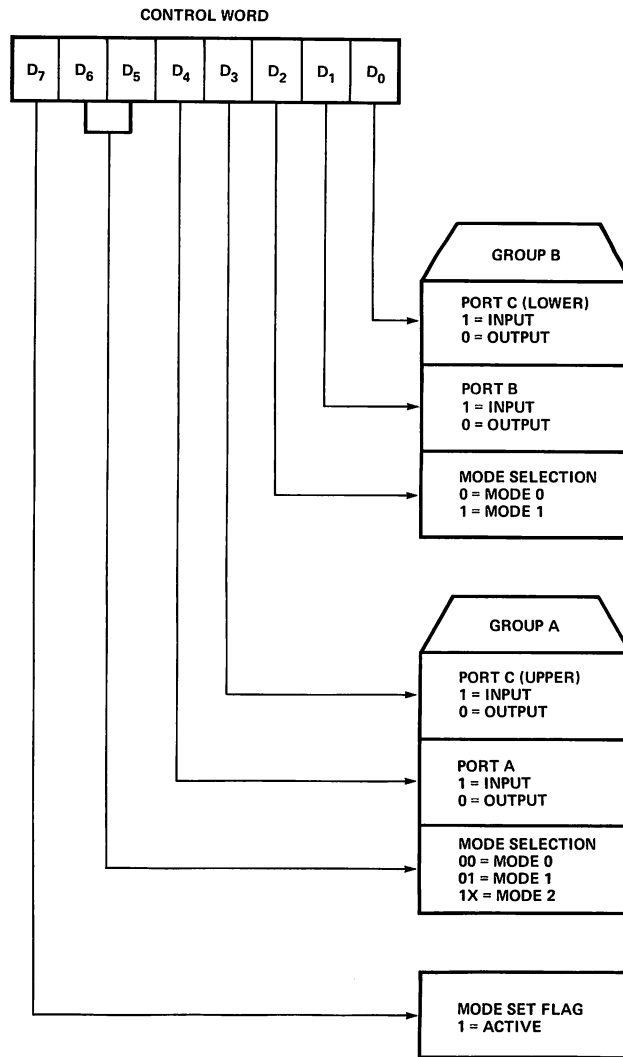 CONTROL WORD
D7 D6 D5 D4 D3 D2 D1 D0
GROUP B
PORT C (LOWER)
1 = INPUT
0 = OUTPUT
PORT B
1 = INPUT
0 = OUTPUT
MODE SELECTION
0 = MODE 0
1 = MODE 1
GROUP A
PORT C (UPPER)
1 = INPUT
0 = OUTPUT
PORT A
1 = INPUT
0 = OUTPUT
MODE SELECTION
00 = MODE 0
01 = MODE 1
1X = MODE 2
MODE SET FLAG
1 = ACTIVE